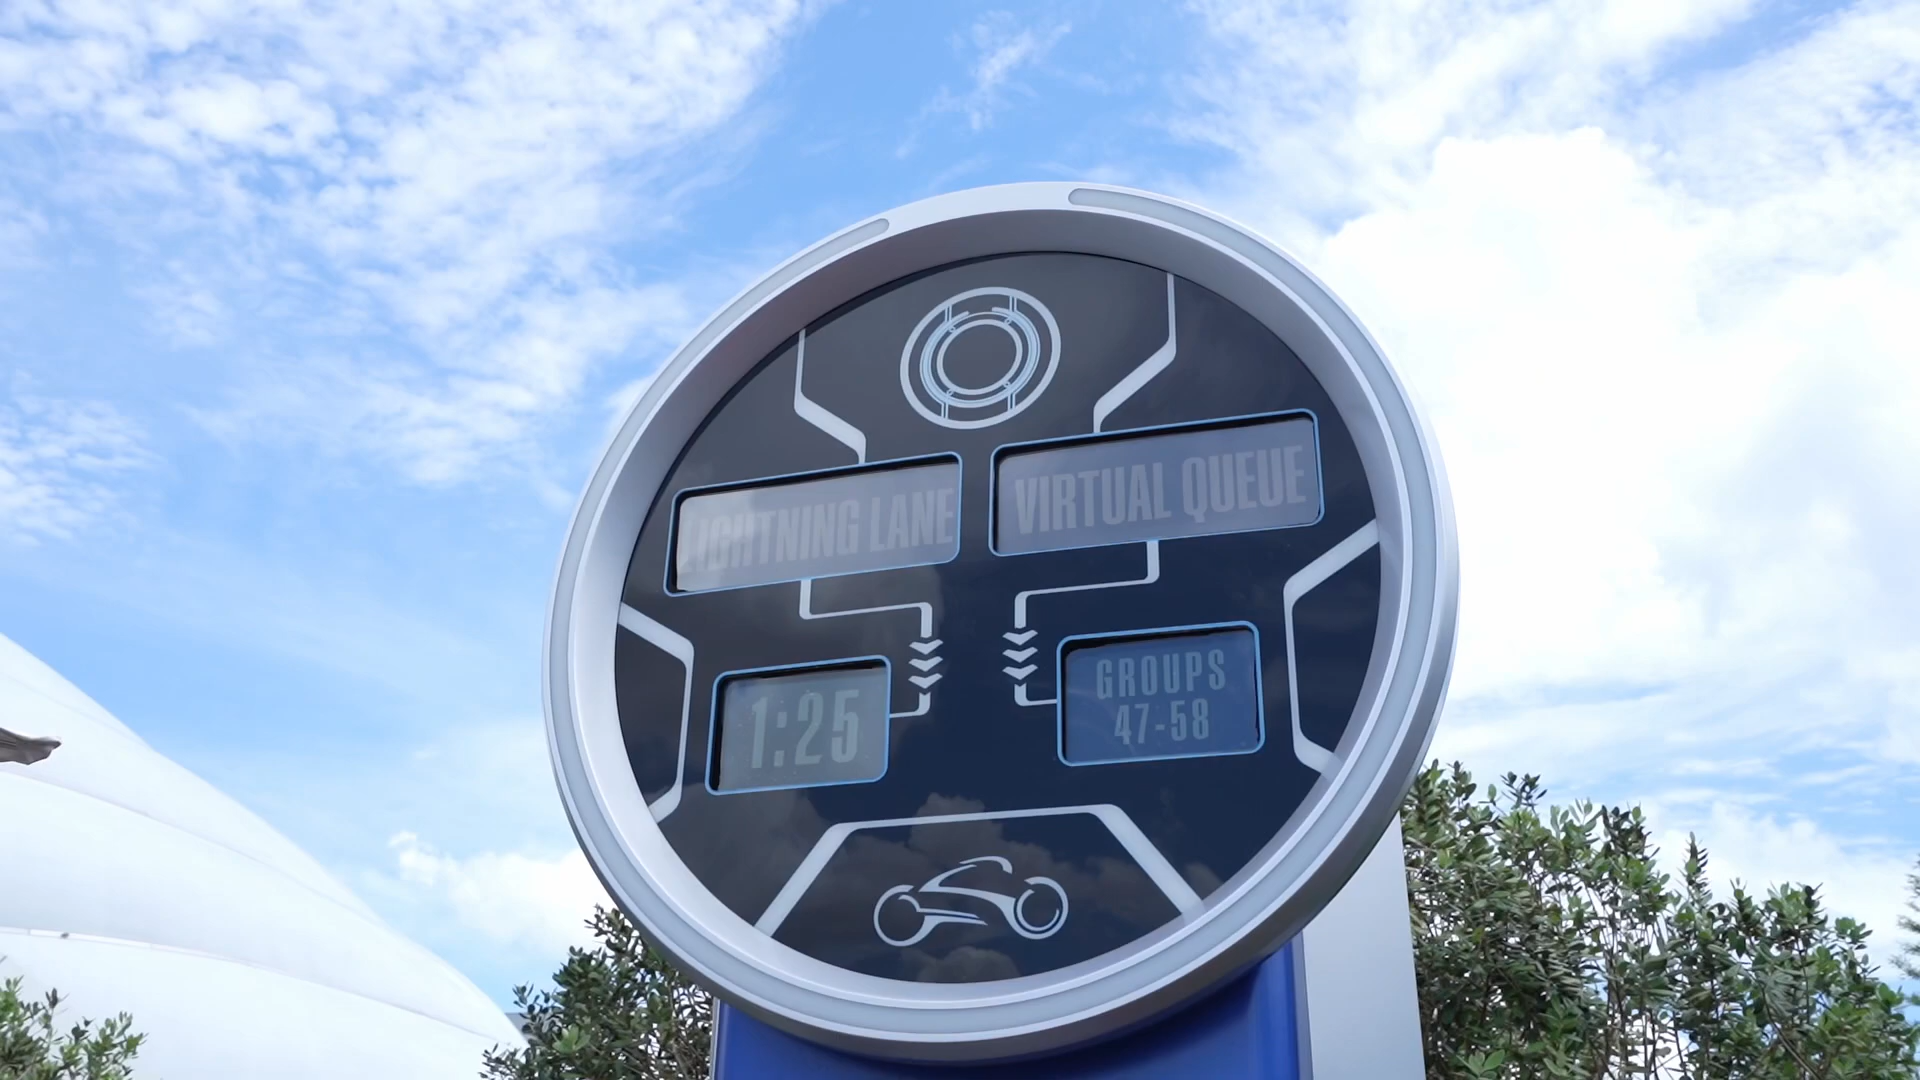 LIGHTNING LANE
VIRTUAL QUEUE
1:25
GROUPS
47-58